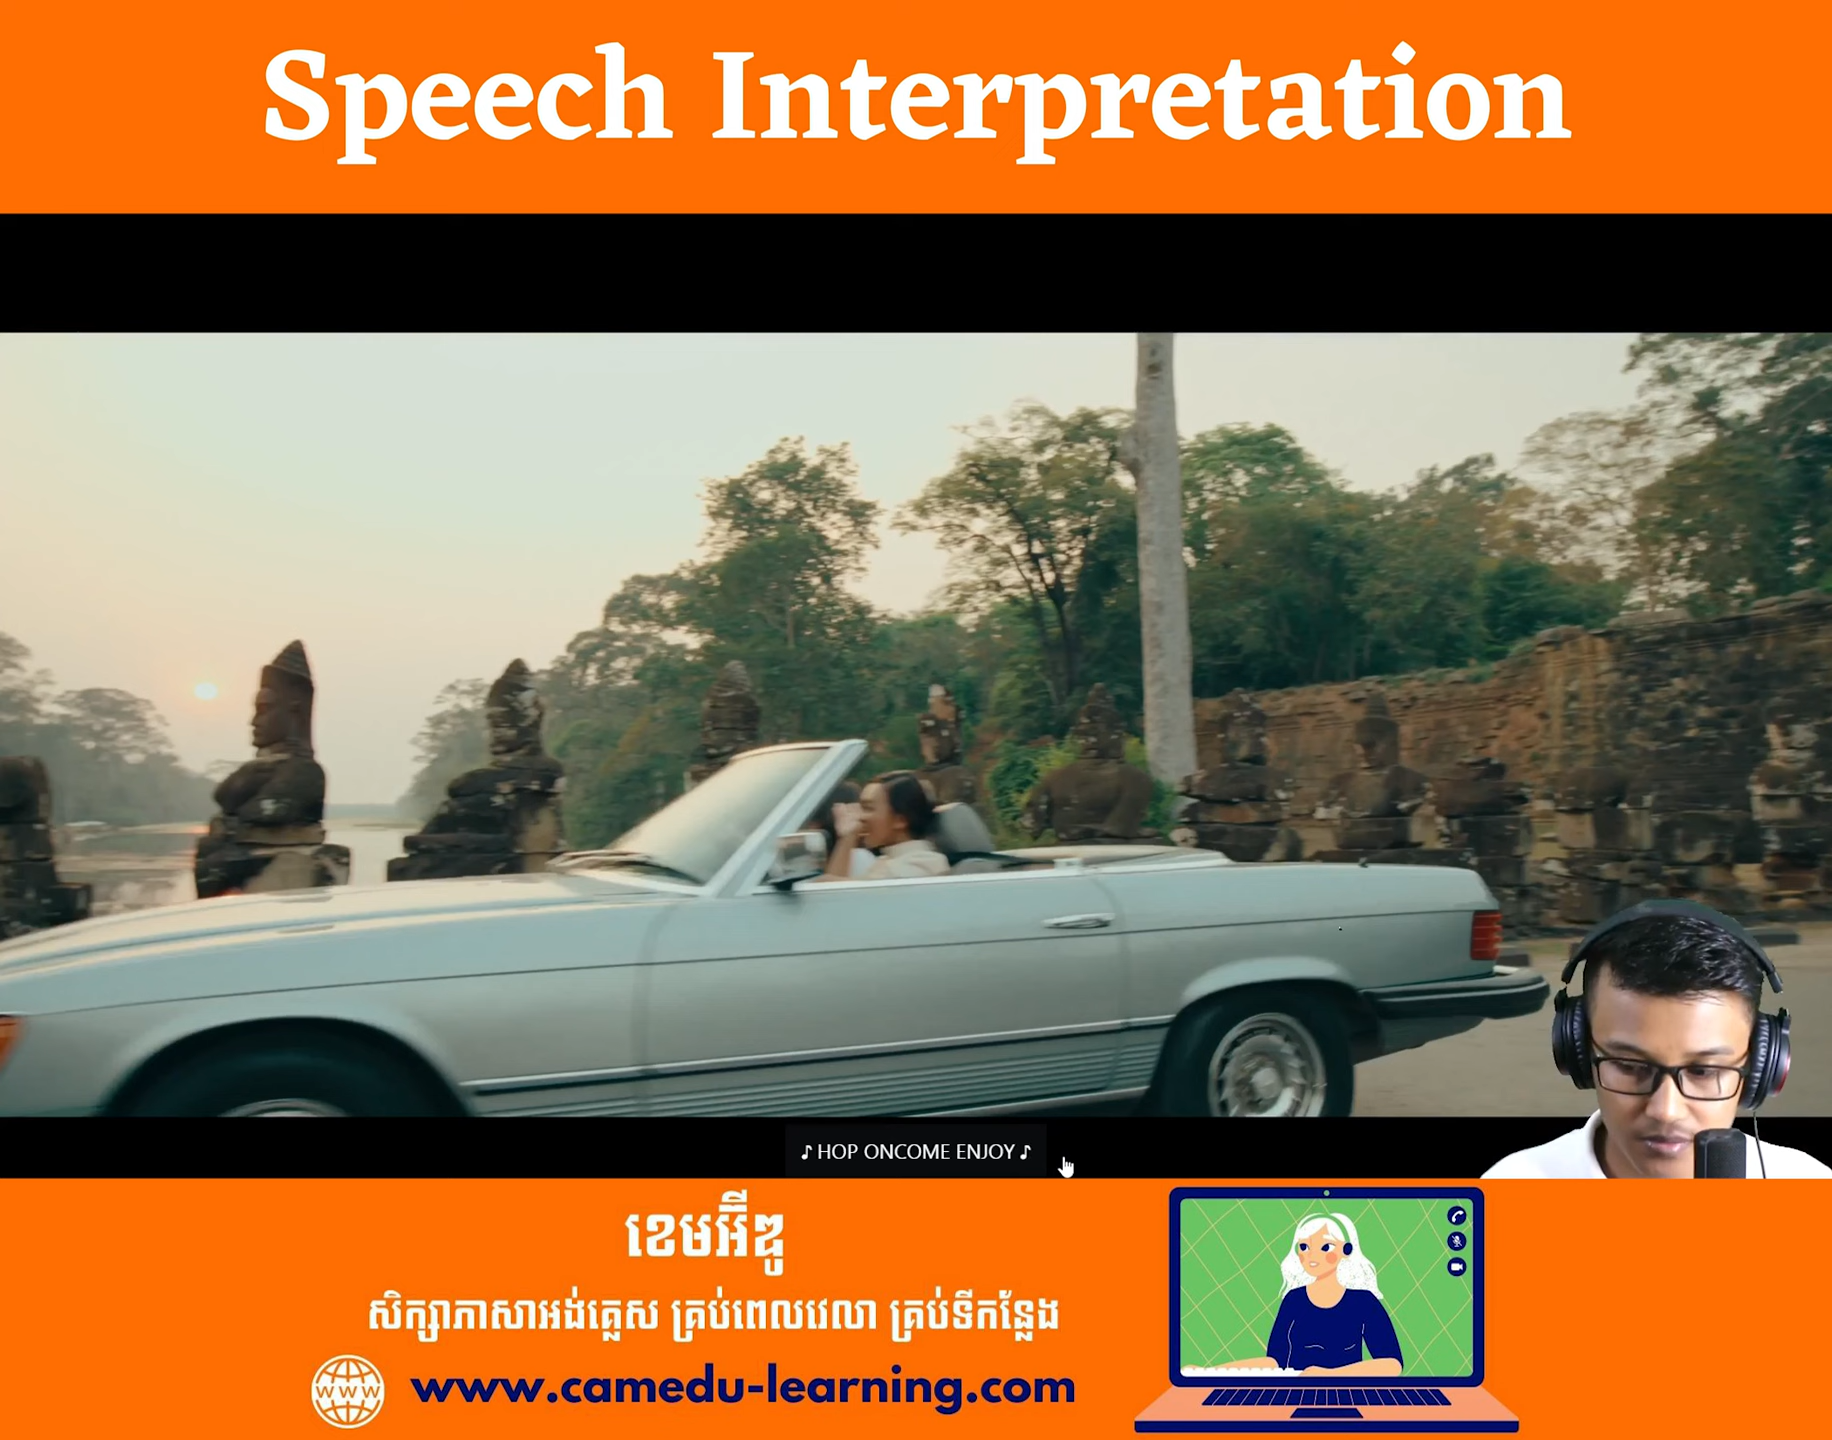 Speech Interpretation
♪ HOP ONCOME ENJOY ♪
ខេមអ៊ីឌូ
សិក្សាភាសាអង់គ្លេស គ្រប់ពេលវេលា គ្រប់ទីកន្លែង
WWW
www.camedu-learning.com